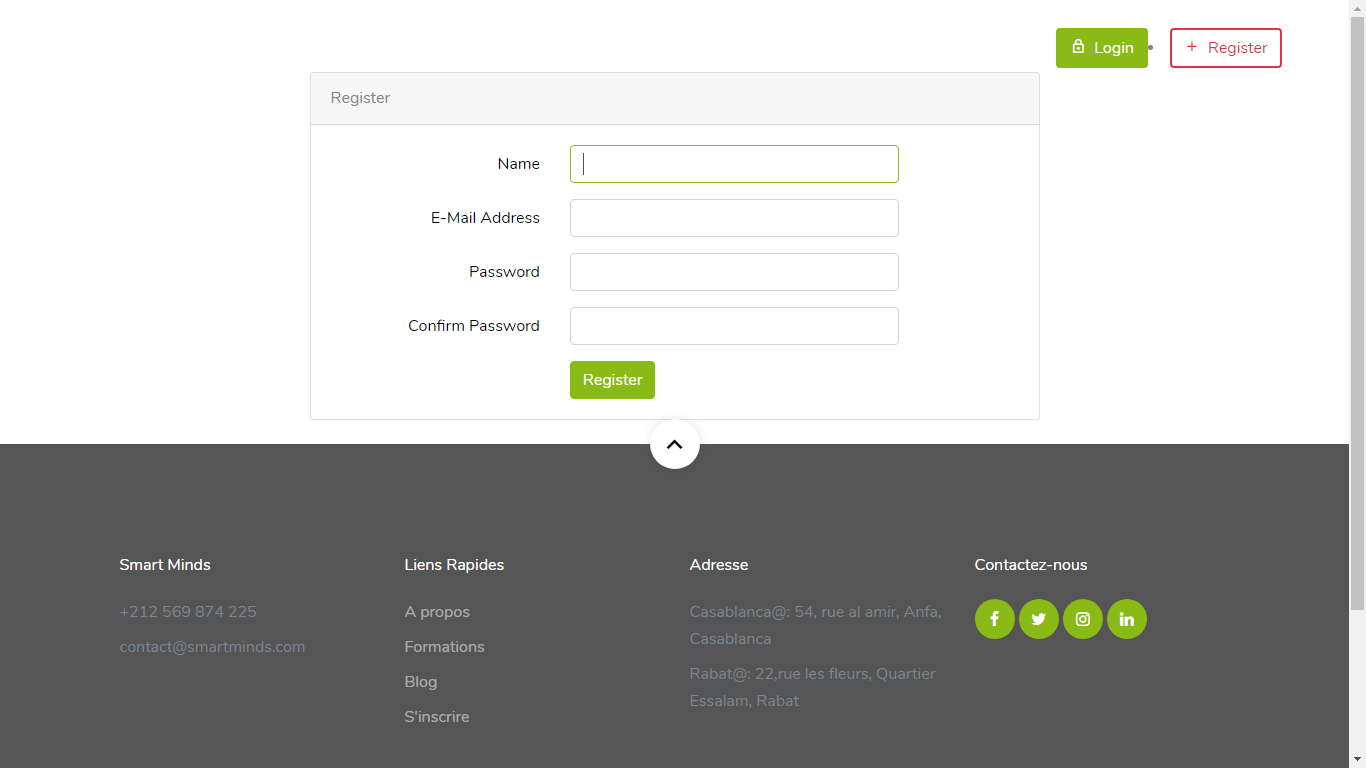 Login
+ Register
Register
Name
E-Mail Address
Password
Confirm Password
Register
Smart Minds
+212 569 874 225
contact@smartminds.com
Liens Rapides
A propos
Formations
Blog
S'inscrire
Adresse
Casablanca@: 54, rue al amir, Anfa,
Casablanca
Rabat@: 22,rue les fleurs, Quartier
Essalam, Rabat
Contactez-nous